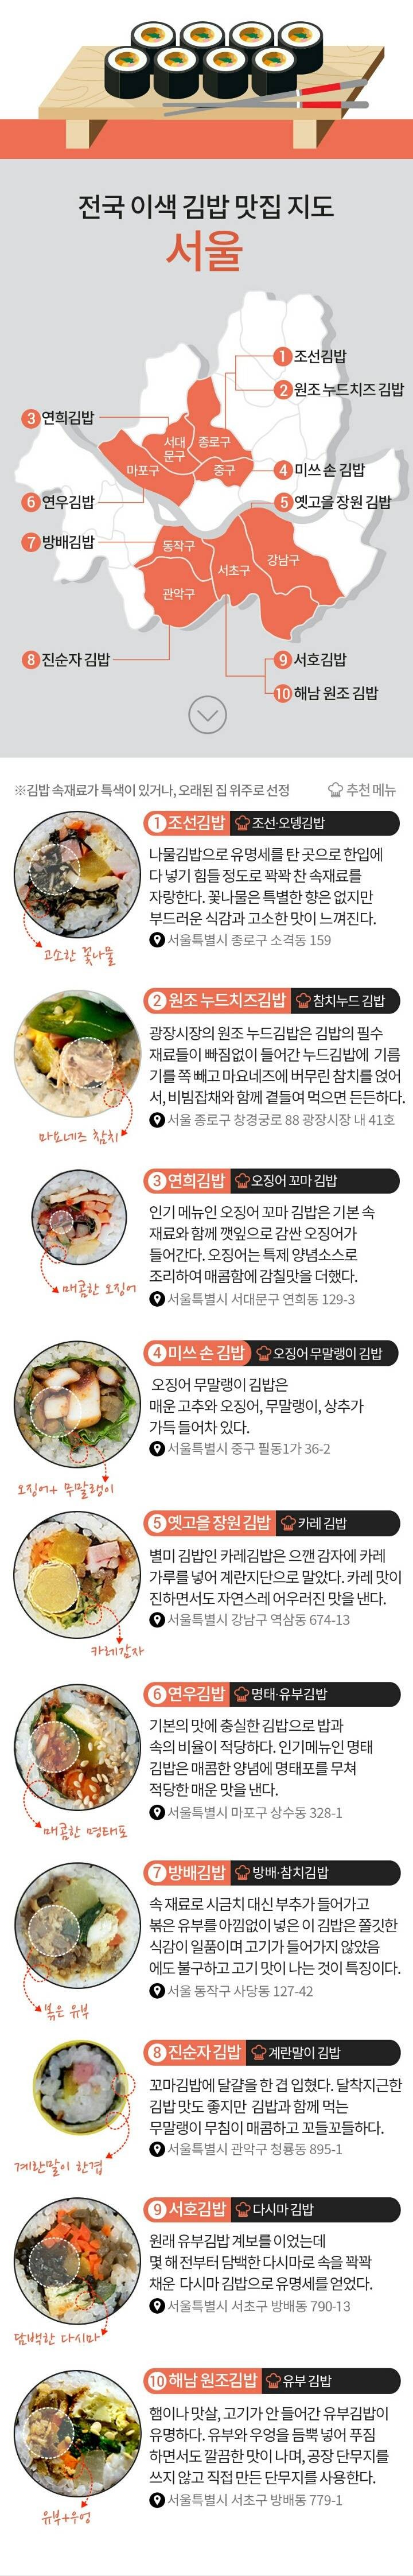 전국 이색 김밥 맛집 지도
서울
1 조선김밥
2 원조 누드치즈 김밥
3 연희김밥
서대
문구
종로구
마포구
중구
4 미쓰 손 김밥
6 연우김밥
5 옛고을 장원 김밥
7 방배김밥
동작구
서초구
강남구
관악구
8 진순자 김밥
9 서호김밥
10 해남 원조 김밥
※김밥 속재료가 특색이 있거나, 오래된 집 위주로 선정
추천 메뉴
1 조선김밥 조선·오뎅김밥
나물김밥으로 유명세를 탄 곳으로 한입에
다 넣기 힘들 정도로 꽉꽉 찬 속재료를
자랑한다. 꽃나물은 특별한 향은 없지만
부드러운 식감과 고소한 맛이 느껴진다.
서울특별시 종로구 소격동 159
고소한 꽃나물
2 원조 누드치즈김밥 참치누드 김밥
광장시장의 원조 누드김밥은 김밥의 필수
재료들이 빠짐없이 들어간 누드김밥에 기름
기를 쪽 빼고 마요네즈에 버무린 참치를 얹어
서, 비빔잡채와 함께 곁들여 먹으면 든든하다.
서울 종로구 창경궁로 88 광장시장 내 41호
마요네즈 참치
3 연희김밥 오징어 꼬마 김밥
인기 메뉴인 오징어 꼬마 김밥은 기본 속
재료와 함께 깻잎으로 감싼 오징어가
들어간다. 오징어는 특제 양념소스로
조리하여 매콤함에 감칠맛을 더했다.
서울특별시 서대문구 연희동 129-3
매콤한 오징어
4 미쓰 손 김밥 오징어 무말랭이 김밥
오징어 무말랭이 김밥은
매운 고추와 오징어, 무말랭이, 상추가
가득 들어차 있다.
서울특별시 중구 필동1가 36-2
오징어+ 무말랭이
5 옛고을 장원 김밥 카레 김밥
별미 김밥인 카레김밥은 으깬 감자에 카레
가루를 넣어 계란지단으로 말았다. 카레 맛이
진하면서도 자연스레 어우러진 맛을 낸다.
서울특별시 강남구 역삼동 674-13
카레감자
6 연우김밥 명태·유부김밥
기본의 맛에 충실한 김밥으로 밥과
속의 비율이 적당하다. 인기메뉴인 명태
김밥은 매콤한 양념에 명태포를 무쳐
적당한 매운 맛을 낸다.
서울특별시 마포구 상수동 328-1
매콤한 명태포
7 방배김밥 방배·참치김밥
속 재료로 시금치 대신 부추가 들어가고
볶은 유부를 아낌없이 넣은 이 김밥은 쫄깃한
식감이 일품이며 고기가 들어가지 않았음
에도 불구하고 고기 맛이 나는 것이 특징이다.
서울 동작구 사당동 127-42
볶은 유부
8 진순자 김밥 계란말이 김밥
꼬마김밥에 달걀을 한 겹 입혔다. 달착지근한
김밥 맛도 좋지만 김밥과 함께 먹는
무말랭이 무침이 매콤하고 꼬들꼬들하다.
서울특별시 관악구 청룡동 895-1
계란말이 한겹
9 서호김밥 다시마 김밥
원래 유부김밥 계보를 이었는데
몇 해 전부터 담백한 다시마로 속을 꽉꽉
채운 다시마 김밥으로 유명세를 얻었다.
서울특별시 서초구 방배동 790-13
담백한 다시마
10 해남 원조김밥 유부 김밥
햄이나 맛살, 고기가 안 들어간 유부김밥이
유명하다. 유부와 우엉을 듬뿍 넣어 푸짐
하면서도 깔끔한 맛이 나며, 공장 단무지를
쓰지 않고 직접 만든 단무지를 사용한다.
서울특별시 서초구 방배동 779-1
유부+우엉